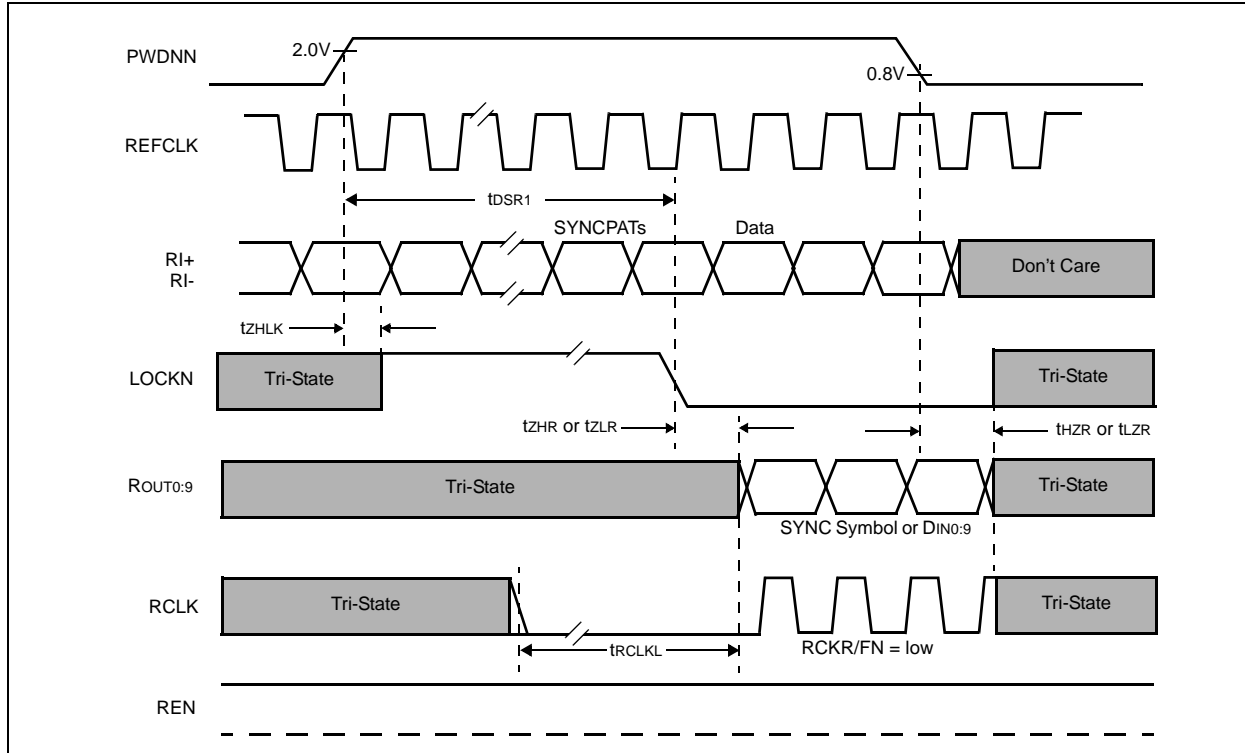 PWDNN
2.0V
0.8V
REFCLK
tDSR1
SYNCPATs
Data
RI+
RI-
Don't Care
tZHLK
LOCKN
Tri-State
Tri-State
tZHR or tZLR
tHZR or tLZR
ROUT0:9
Tri-State
Tri-State
SYNC Symbol or DIN0:9
RCLK
Tri-State
Tri-State
tRCLKL
RCKR/FN = low
REN